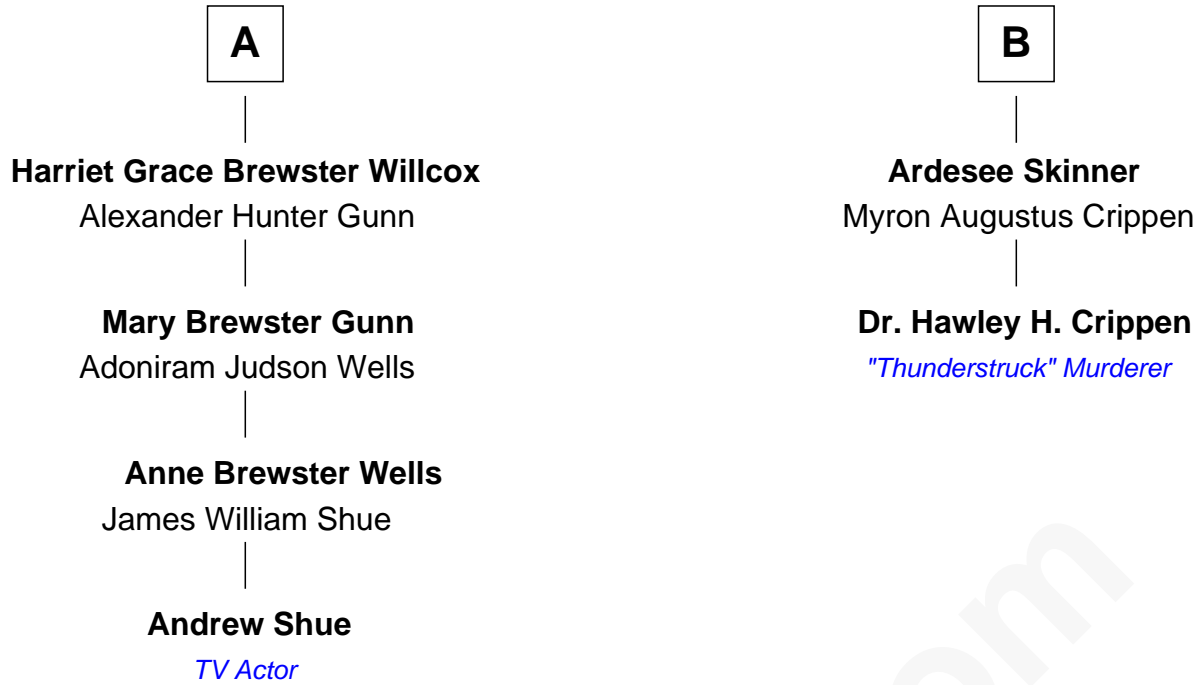 A
Harriet Grace Brewster Willcox
Alexander Hunter Gunn
Mary Brewster Gunn
Adoniram Judson Wells
Anne Brewster Wells
James William Shue
Andrew Shue
TV Actor
B
Ardesee Skinner
Myron Augustus Crippen
Dr. Hawley H. Crippen
"Thunderstruck" Murderer
om